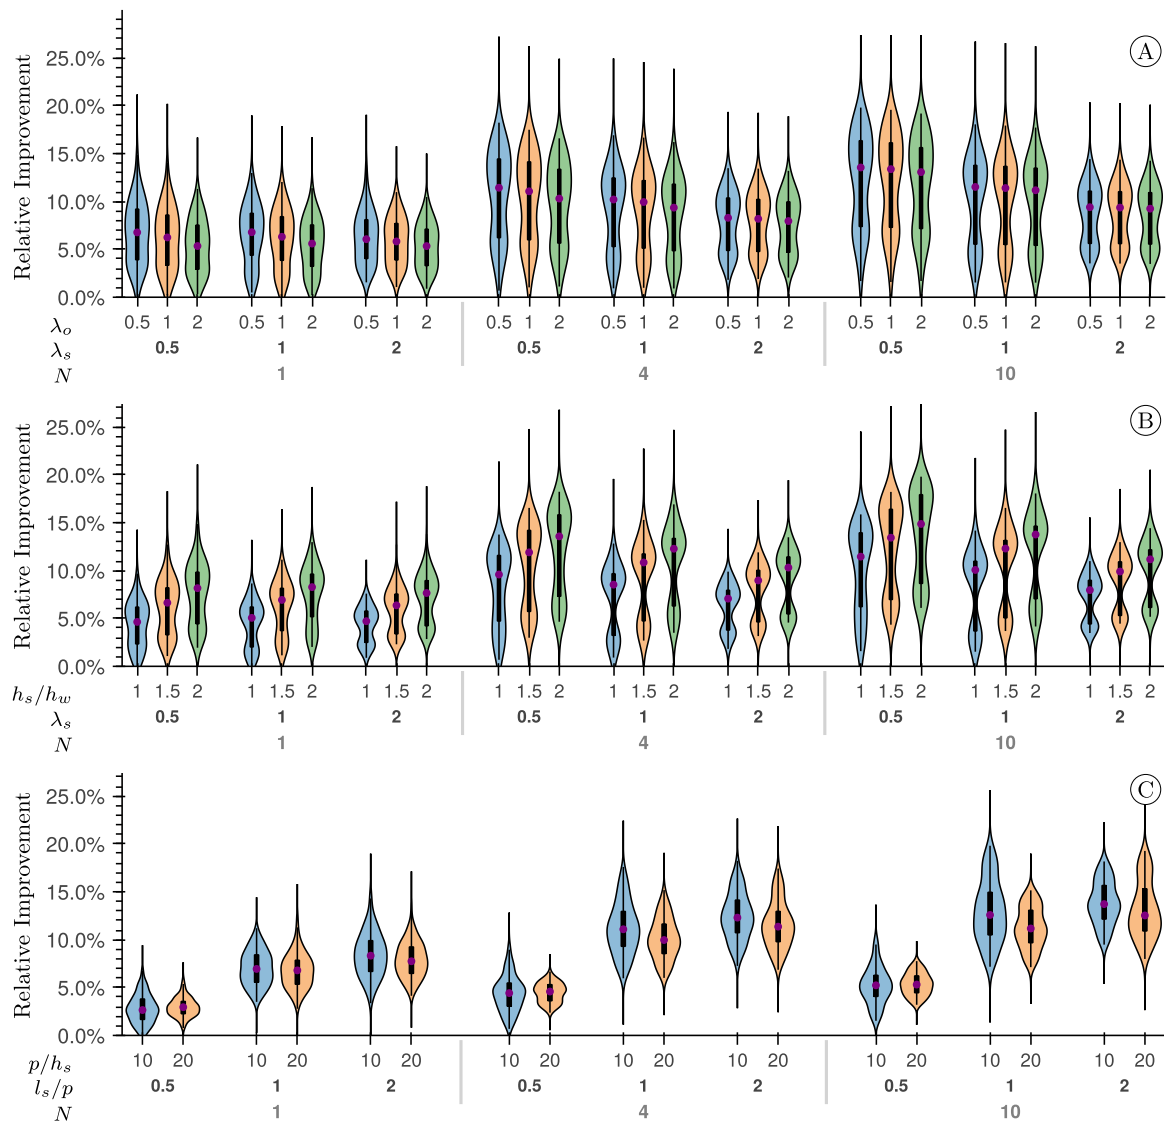 A
Relative Improvement
25.0%
20.0%
15.0%
10.0%
5.0%
0.0%
λₒ 0.5 1 2 0.5 1 2 0.5 1 2 0.5 1 2 0.5 1 2 0.5 1 2 0.5 1 2 0.5 1 2 0.5 1 2
λₛ 0.5 1 2 0.5 1 2 0.5 1 2
N 1 4 10
B
Relative Improvement
25.0%
20.0%
15.0%
10.0%
5.0%
0.0%
h_s/h_w 1 1.5 2 1 1.5 2 1 1.5 2 1 1.5 2 1 1.5 2 1 1.5 2 1 1.5 2 1 1.5 2 1 1.5 2
λₛ 0.5 1 2 0.5 1 2 0.5 1 2
N 1 4 10
C
Relative Improvement
25.0%
20.0%
15.0%
10.0%
5.0%
0.0%
p/h_s 10 20 10 20 10 20 10 20 10 20 10 20 10 20 10 20 10 20
l_s/p 0.5 1 2 0.5 1 2 0.5 1 2
N 1 4 10